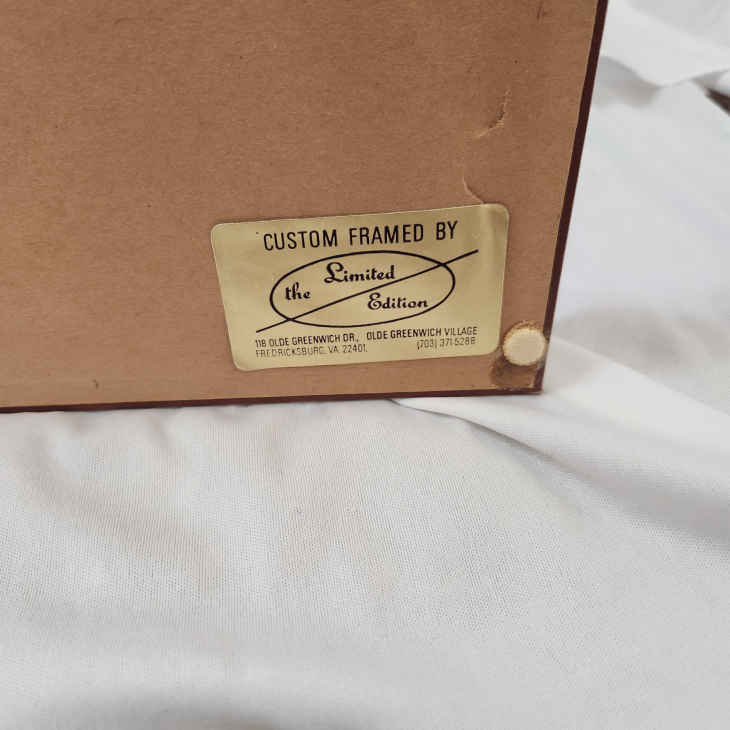 CUSTOM FRAMED BY
the Limited
Edition
118 OLDE GREENWICH DR., OLDE GREENWICH VILLAGE
FREDRICKSBURG, VA. 22401. (703) 371-5288